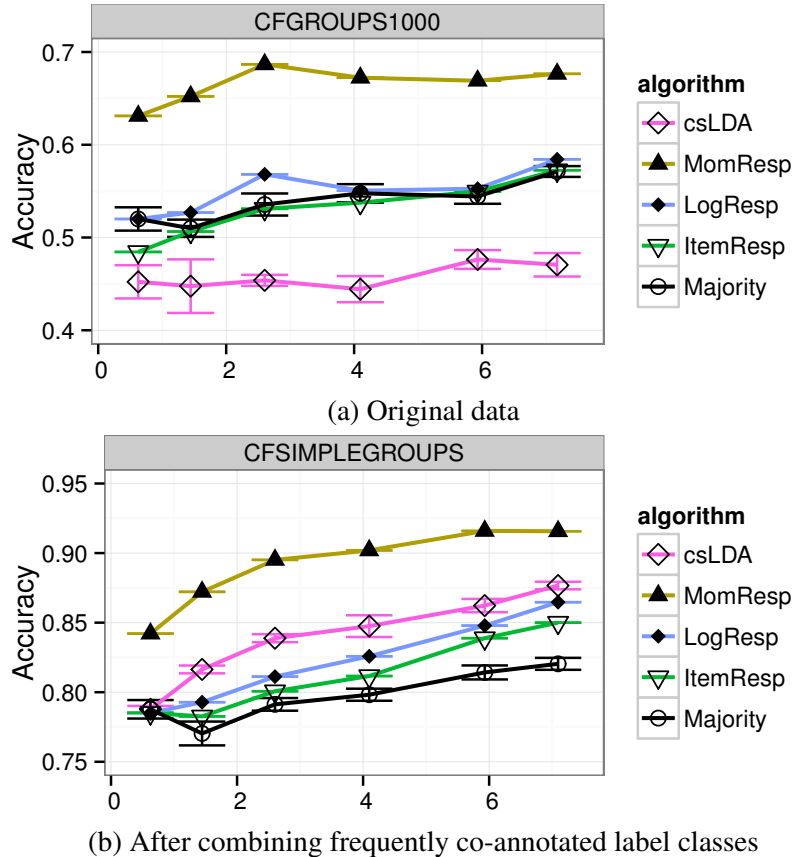 CFGROUPS1000
0.7
0.6
0.5
0.4
Accuracy
0
2
4
6
algorithm
csLDA
MomResp
LogResp
ItemResp
Majority
(a) Original data
CFSIMPLEGROUPS
0.95
0.90
0.85
0.80
0.75
Accuracy
0
2
4
6
algorithm
csLDA
MomResp
LogResp
ItemResp
Majority
(b) After combining frequently co-annotated label classes